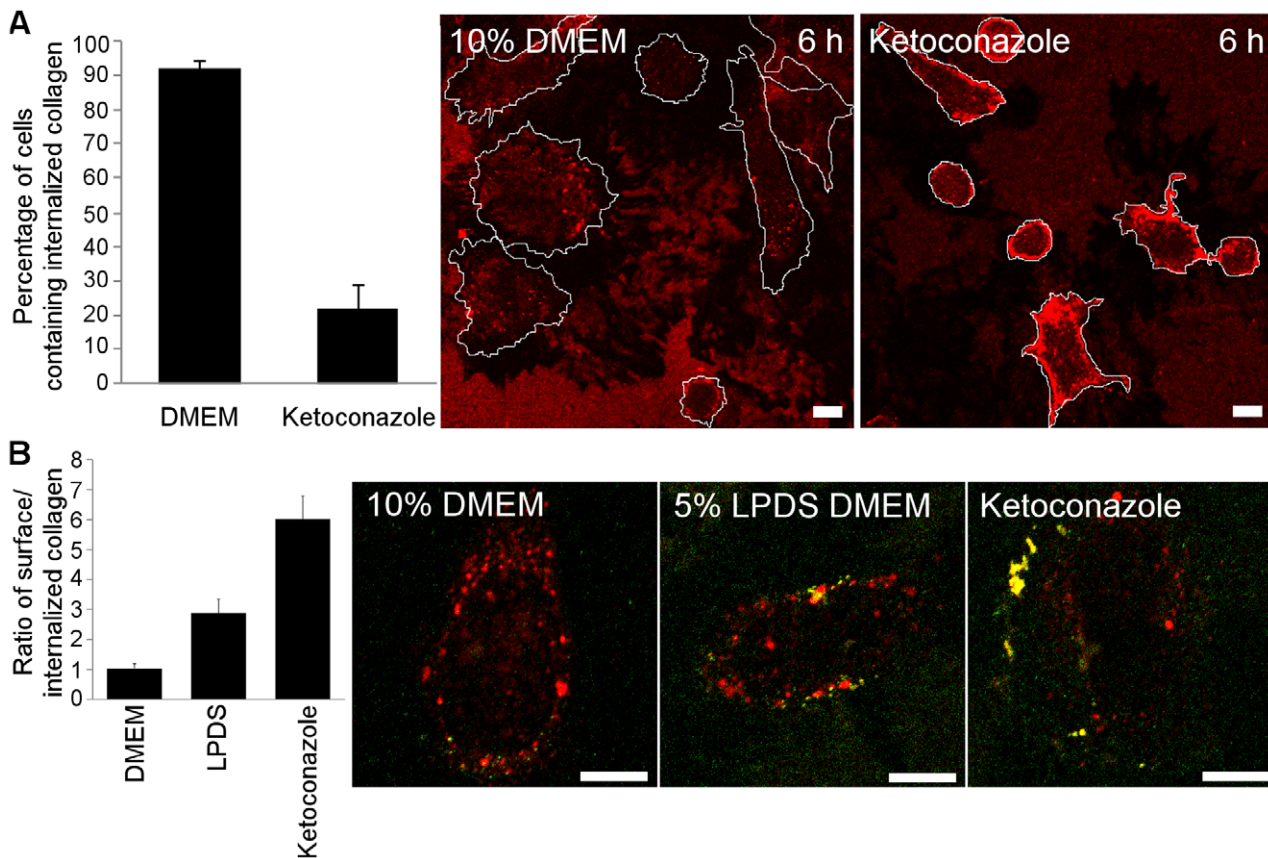 A
Percentage of cells
containing internalized collagen
100
90
80
70
60
50
40
30
20
10
0
DMEM
Ketoconazole
10% DMEM
6 h
Ketoconazole
6 h
B
Ratio of surface/
internalized collagen
8
7
6
5
4
3
2
1
0
DMEM
LPDS
Ketoconazole
10% DMEM
5% LPDS DMEM
Ketoconazole